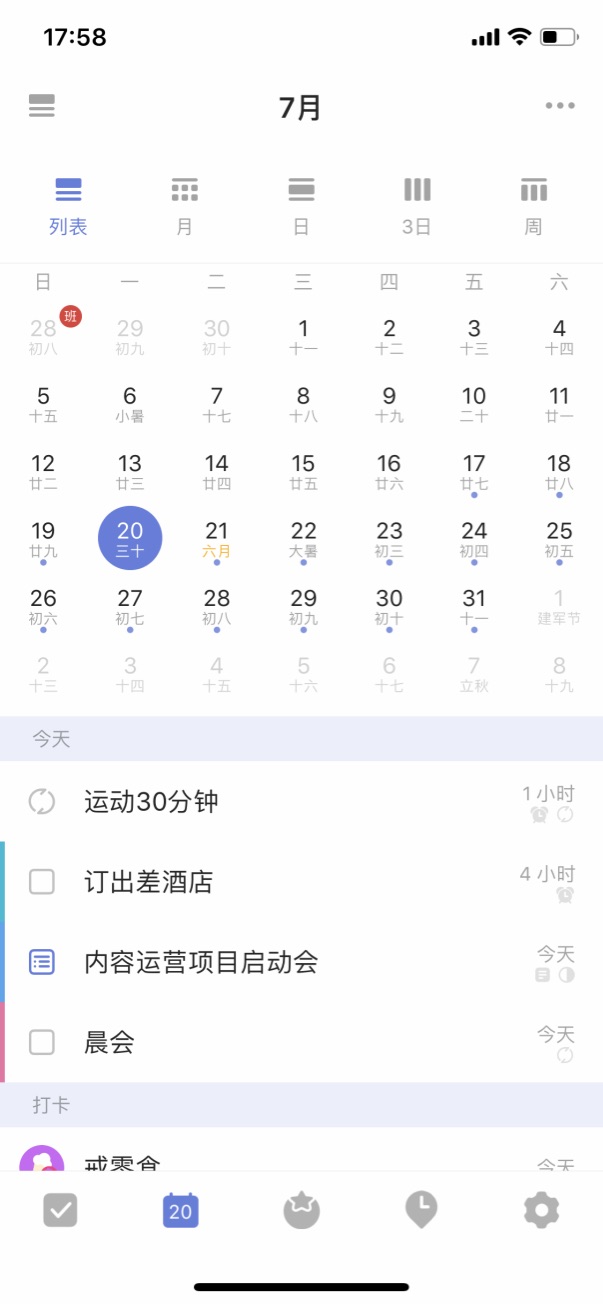 17:58
7月
列表 月 日 3日 周
日 一 二 三 四 五 六
28 班 29 30 1 2 3 4
初八 初九 初十 十一 十二 十三 十四
5 6 7 8 9 10 11
十五 小暑 十七 十八 十九 二十 廿一
12 13 14 15 16 17 18
廿二 廿三 廿四 廿五 廿六 廿七 廿八
19 20 21 22 23 24 25
廿九 三十 六月 大暑 初三 初四 初五
26 27 28 29 30 31 1
初六 初七 初八 初九 初十 十一 建军节
2 3 4 5 6 7 8
十三 十四 十五 十六 十七 立秋 十九
今天
运动30分钟 1 小时
订出差酒店 4 小时
内容运营项目启动会 今天
晨会 今天
打卡
戒零食 今天
20